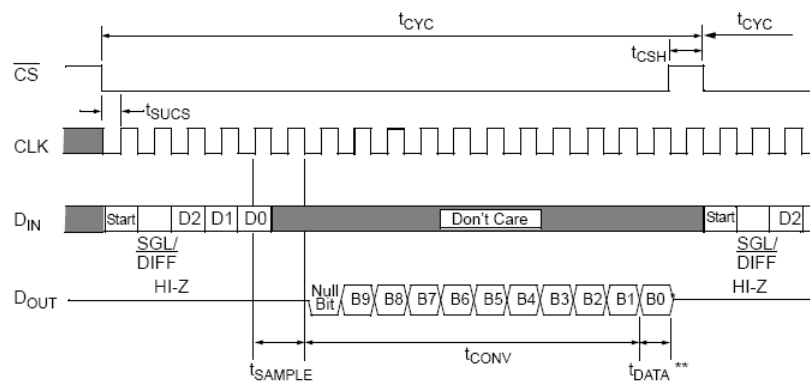 tCYC tCYC
tCSH
CS
tSUCS
CLK
DIN Start D2 D1 D0 Don't Care Start D2
SGL/ SGL/
DIFF DIFF
HI-Z HI-Z
DOUT Null Bit B9 B8 B7 B6 B5 B4 B3 B2 B1 B0 *
tSAMPLE tCONV tDATA **